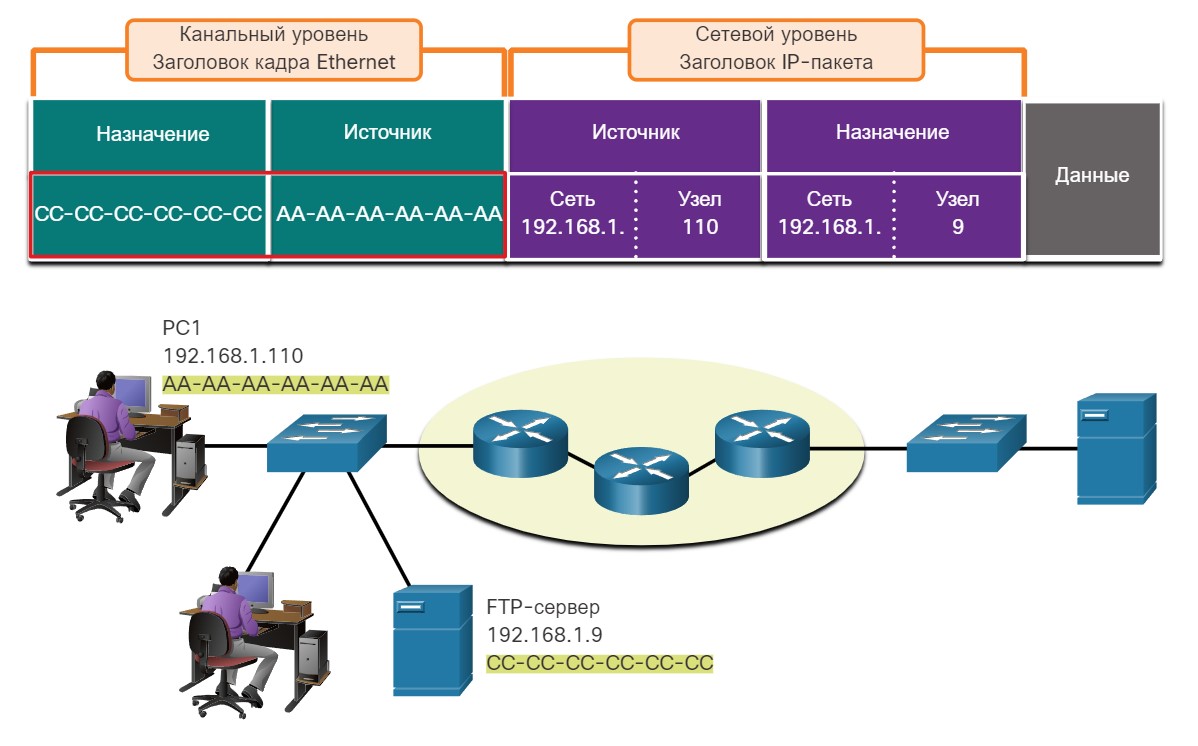 Канальный уровень
Заголовок кадра Ethernet
Сетевой уровень
Заголовок IP-пакета
Назначение
Источник
Источник
Назначение
Данные
CC-CC-CC-CC-CC-CC
AA-AA-AA-AA-AA-AA
Сеть
192.168.1.
Узел
110
Сеть
192.168.1.
Узел
9
PC1
192.168.1.110
AA-AA-AA-AA-AA-AA
FTP-сервер
192.168.1.9
CC-CC-CC-CC-CC-CC